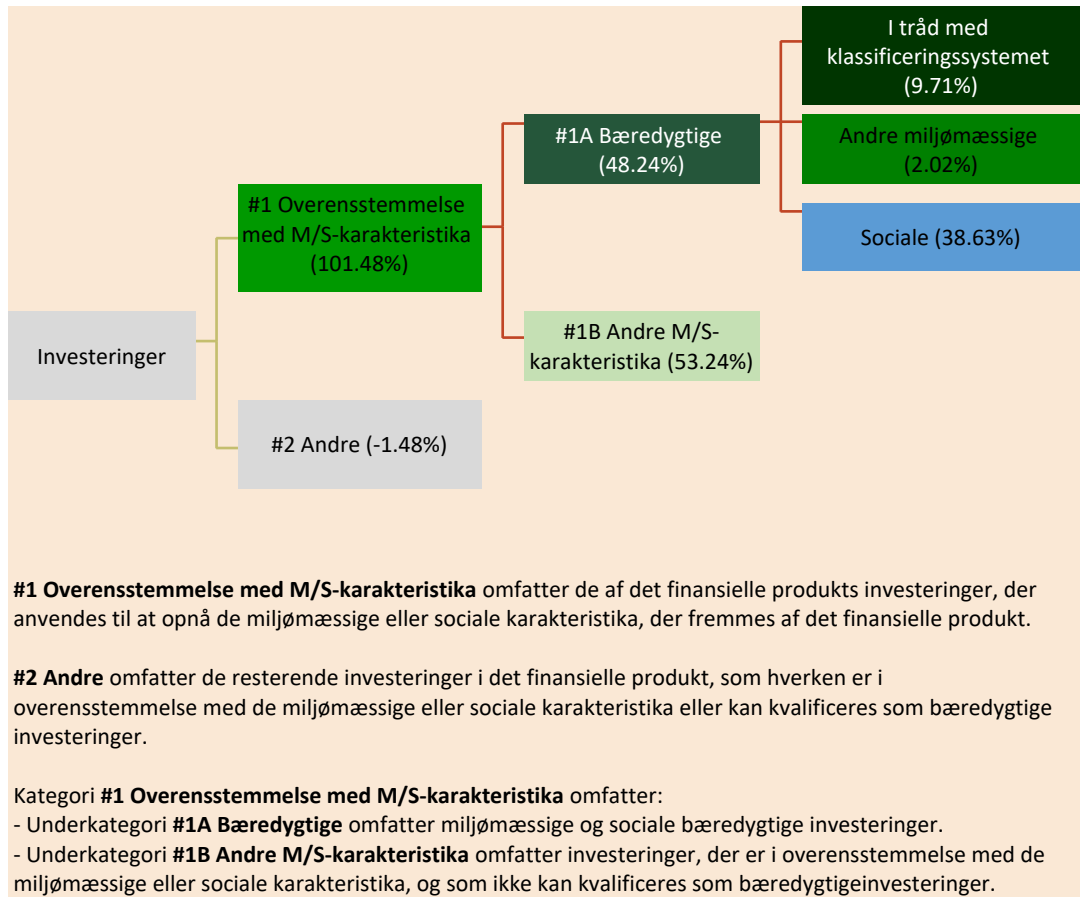 I tråd med
klassificeringssystemet
(9.71%)
#1A Bæredygtige
(48.24%)
Andre miljømæssige
(2.02%)
#1 Overensstemmelse
med M/S-karakteristika
(101.48%)
Sociale (38.63%)
Investeringer
#1B Andre M/S-
karakteristika (53.24%)
#2 Andre (-1.48%)
#1 Overensstemmelse med M/S-karakteristika omfatter de af det finansielle produkts investeringer, der
anvendes til at opnå de miljømæssige eller sociale karakteristika, der fremmes af det finansielle produkt.
#2 Andre omfatter de resterende investeringer i det finansielle produkt, som hverken er i
overensstemmelse med de miljømæssige eller sociale karakteristika eller kan kvalificeres som bæredygtige
investeringer.
Kategori #1 Overensstemmelse med M/S-karakteristika omfatter:
- Underkategori #1A Bæredygtige omfatter miljømæssige og sociale bæredygtige investeringer.
- Underkategori #1B Andre M/S-karakteristika omfatter investeringer, der er i overensstemmelse med de
miljømæssige eller sociale karakteristika, og som ikke kan kvalificeres som bæredygtigeinvesteringer.